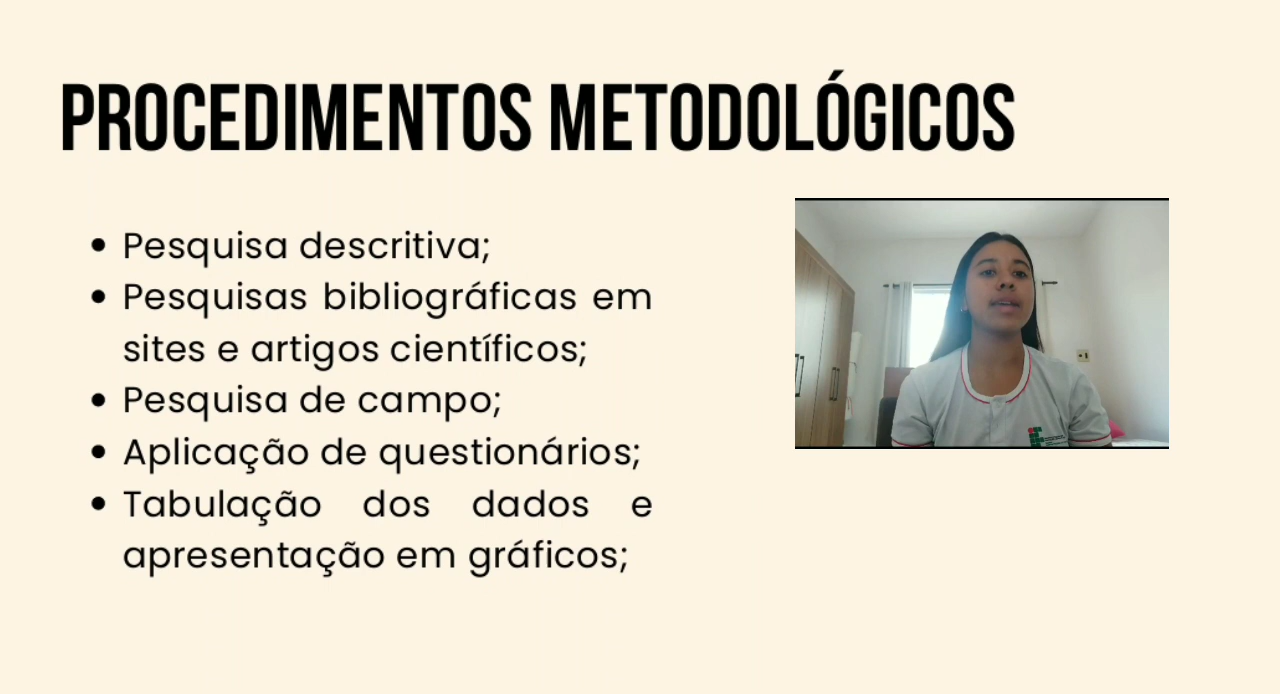 PROCEDIMENTOS METODOLÓGICOS
• Pesquisa descritiva;
• Pesquisas bibliográficas em
sites e artigos científicos;
• Pesquisa de campo;
• Aplicação de questionários;
• Tabulação dos dados e
apresentação em gráficos;